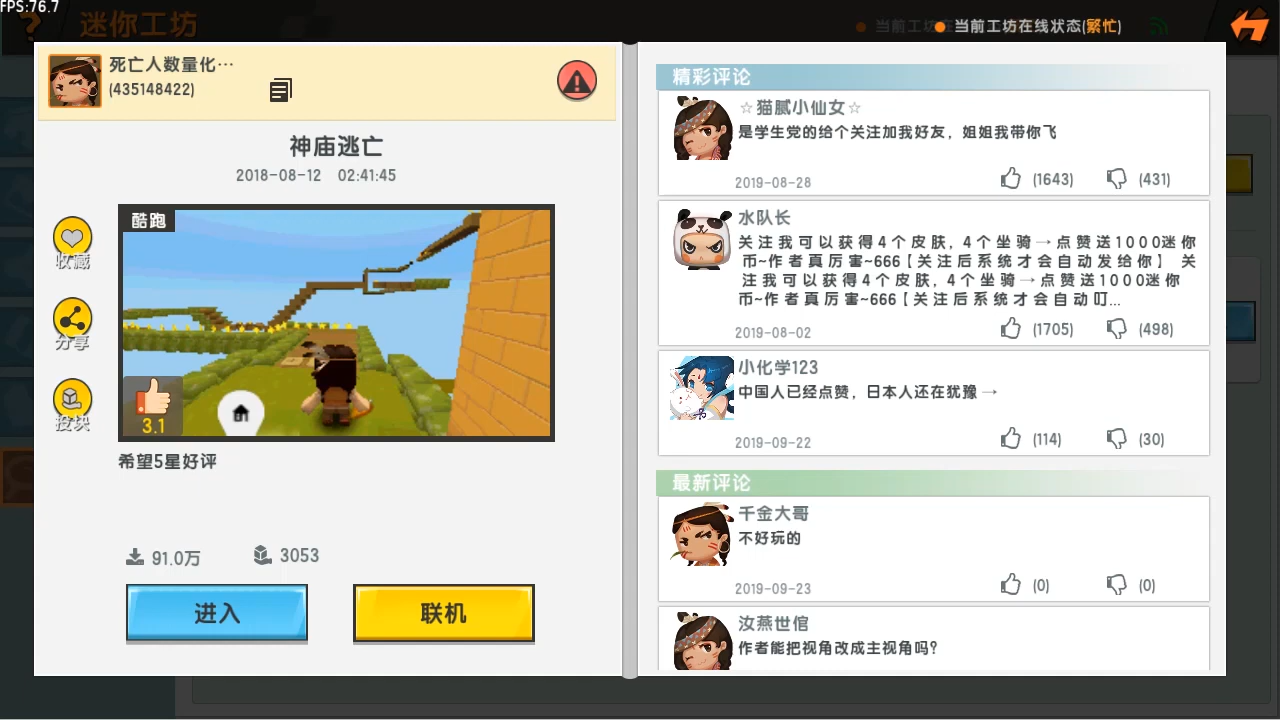 FPS:76.7
迷你工坊
当前工坊在线状态(繁忙)
死亡人数量化…
(435148422)
神庙逃亡
2018-08-12 02:41:45
收藏
分享
投块
酷跑
3.1
希望5星好评
91.0万
3053
进入
联机
精彩评论
☆猫腻小仙女☆
是学生党的给个关注加我好友，姐姐我带你飞
2019-08-28
(1643)
(431)
水队长
关注我可以获得4个皮肤，4个坐骑→点赞送1000迷你
币~作者真厉害~666【关注后系统才会自动发给你】 关
注我可以获得4个皮肤，4个坐骑→点赞送1000迷你
币~作者真厉害~666【关注后系统才会自动叮...
2019-08-02
(1705)
(498)
小化学123
中国人已经点赞，日本人还在犹豫→
2019-09-22
(114)
(30)
最新评论
千金大哥
不好玩的
2019-09-23
(0)
(0)
汝燕世倌
作者能把视角改成主视角吗？